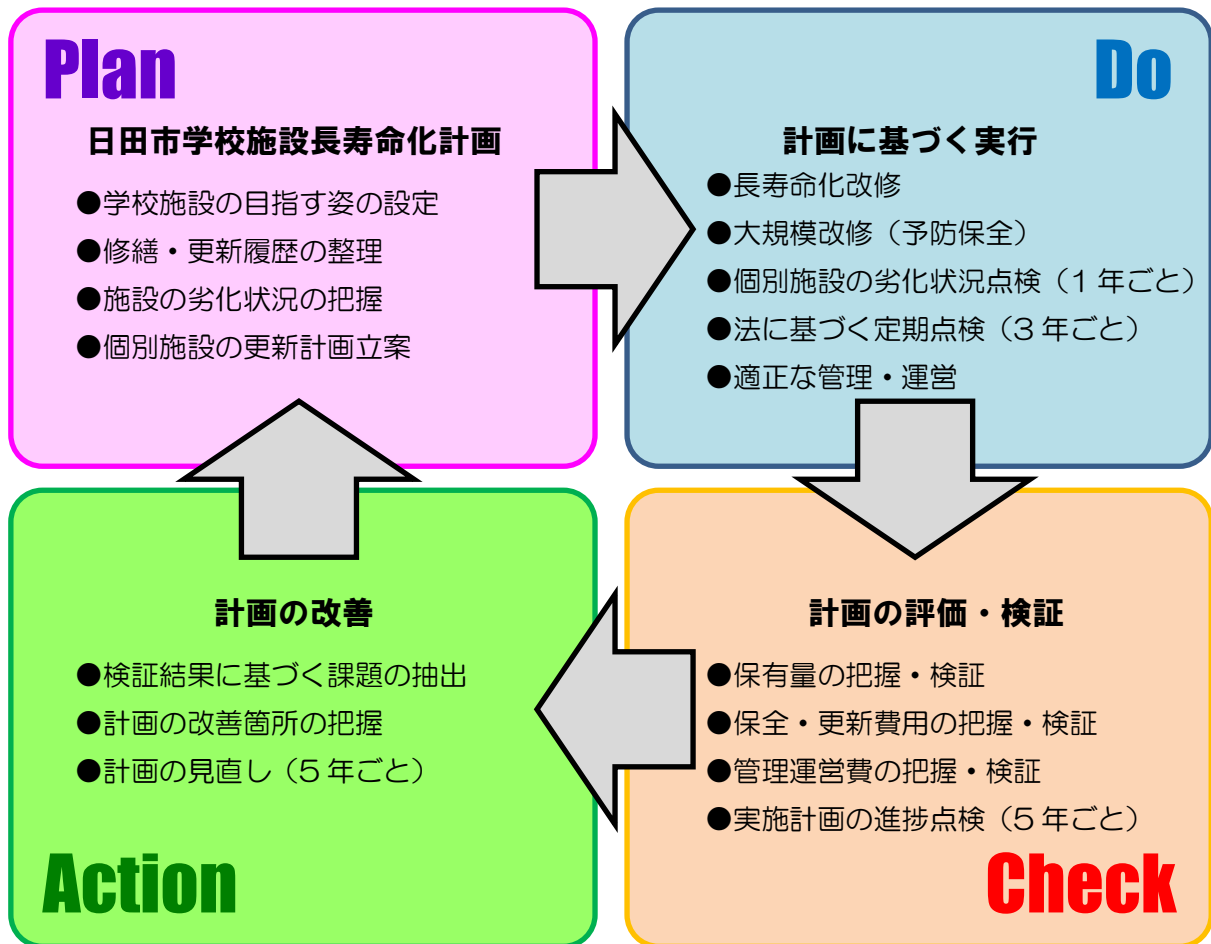 Plan
日田市学校施設長寿命化計画
●学校施設の目指す姿の設定
●修繕・更新履歴の整理
●施設の劣化状況の把握
●個別施設の更新計画立案
Do
計画に基づく実行
●長寿命化改修
●大規模改修（予防保全）
●個別施設の劣化状況点検（1年ごと）
●法に基づく定期点検（3年ごと）
●適正な管理・運営
計画の改善
●検証結果に基づく課題の抽出
●計画の改善箇所の把握
●計画の見直し（5年ごと）
Action
計画の評価・検証
●保有量の把握・検証
●保全・更新費用の把握・検証
●管理運営費の把握・検証
●実施計画の進捗点検（5年ごと）
Check